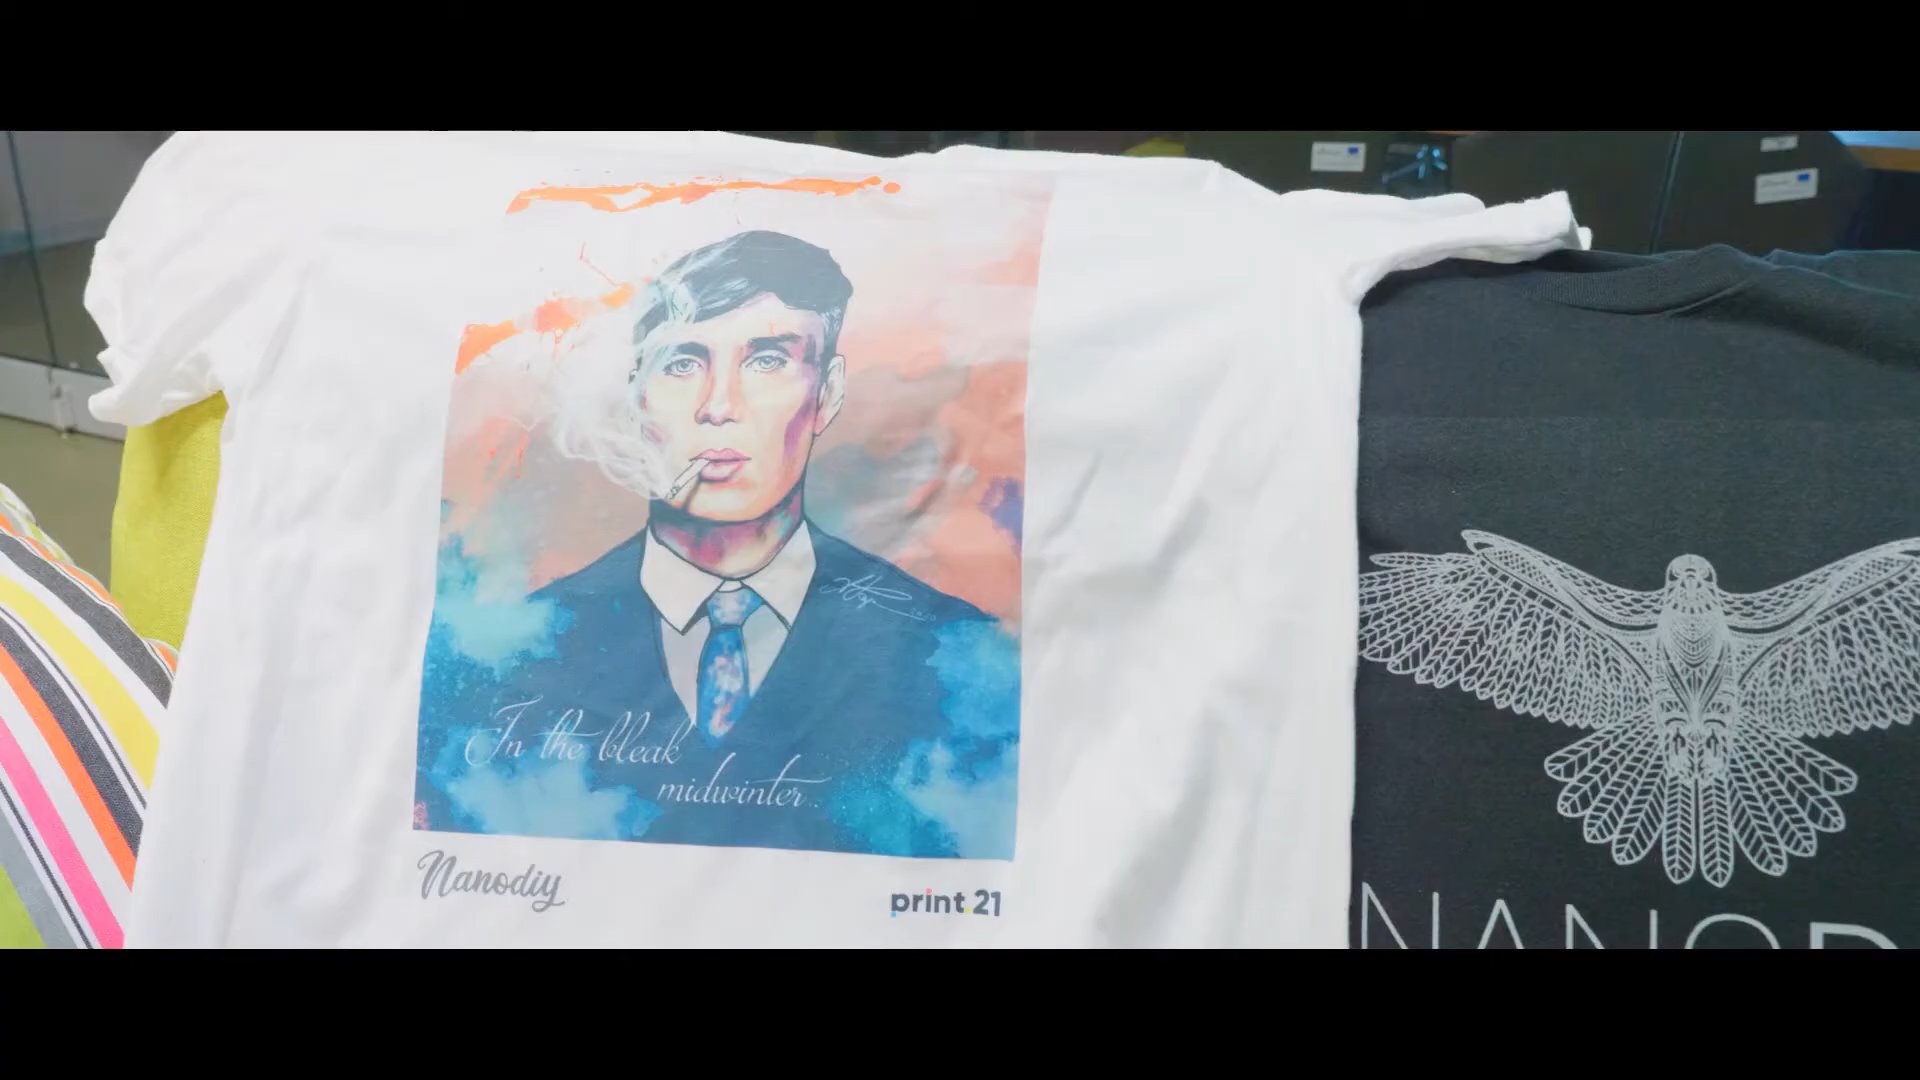 In the bleak
midwinter..
Nanodiy
print.21
NANOD